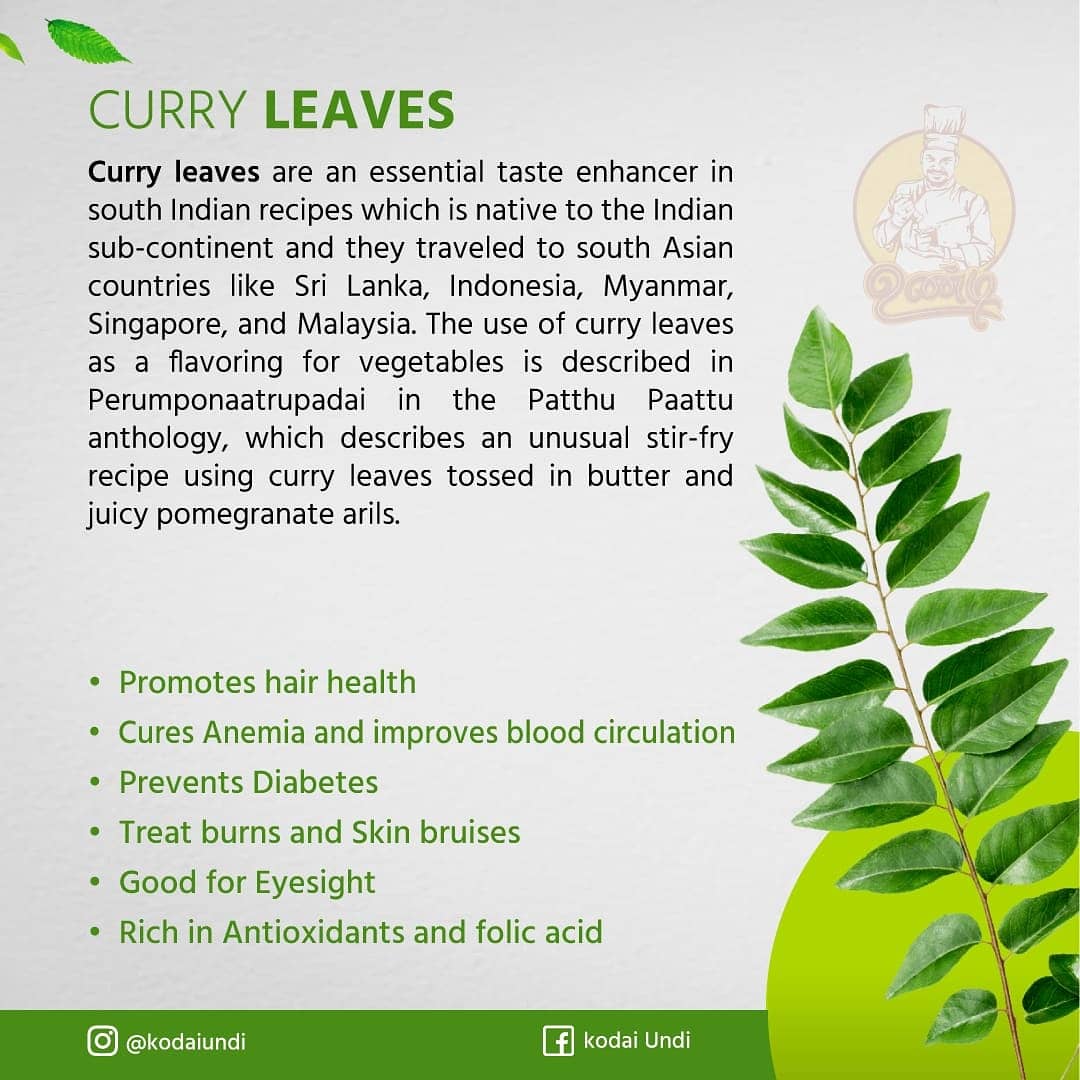 CURRY LEAVES
Curry leaves are an essential taste enhancer in
south Indian recipes which is native to the Indian
sub-continent and they traveled to south Asian
countries like Sri Lanka, Indonesia, Myanmar,
Singapore, and Malaysia. The use of curry leaves
as a flavoring for vegetables is described in
Perumponaatrupadai in the Patthu Paattu
anthology, which describes an unusual stir-fry
recipe using curry leaves tossed in butter and
juicy pomegranate arils.
உண்டி
• Promotes hair health
• Cures Anemia and improves blood circulation
• Prevents Diabetes
• Treat burns and Skin bruises
• Good for Eyesight
• Rich in Antioxidants and folic acid
@kodaiundi
kodai Undi